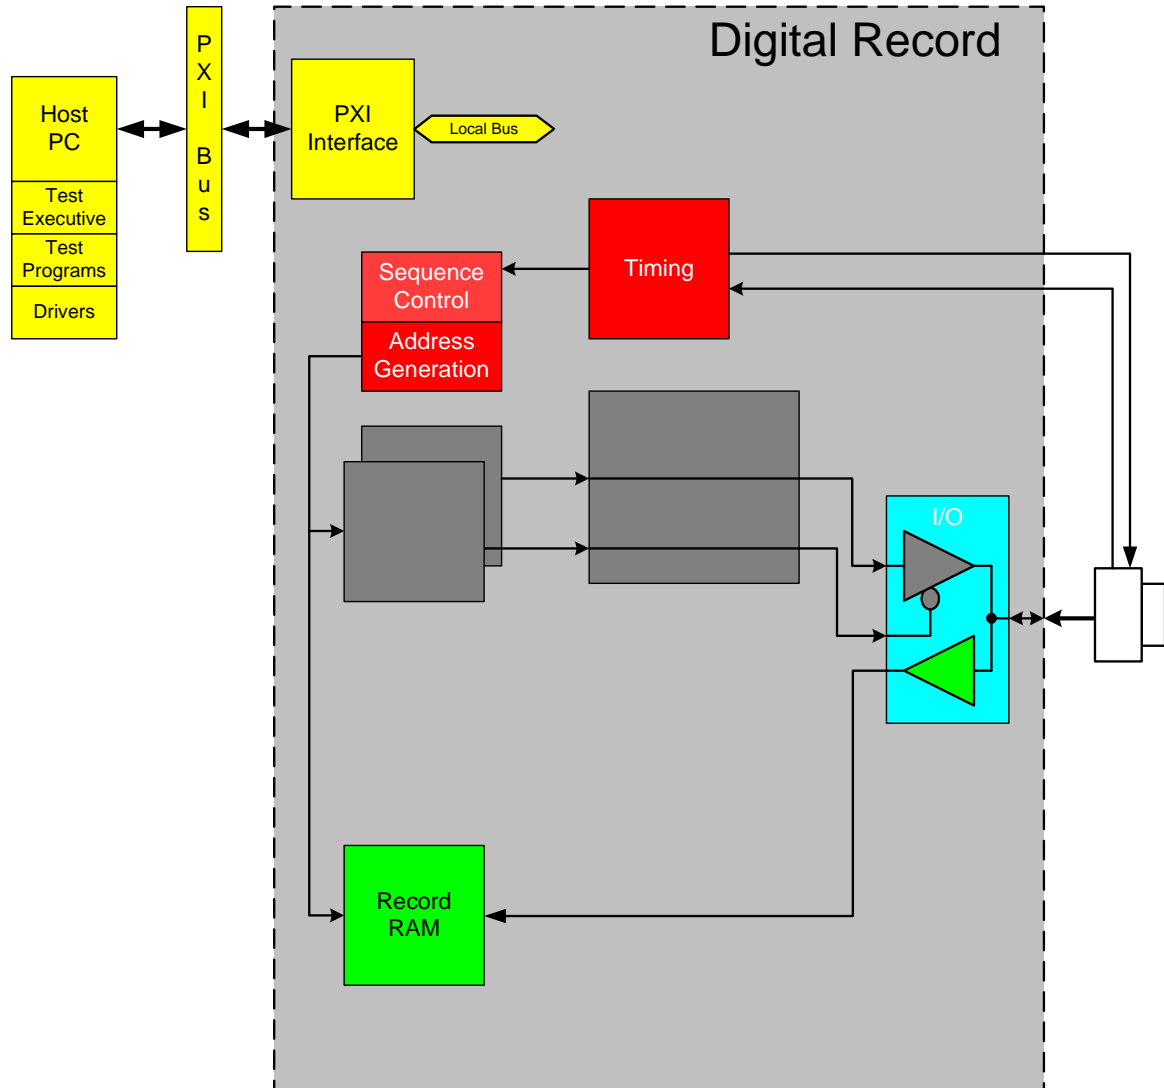 Digital Record
P
X
I
B
u
s
Host
PC
Test
Executive
Test
Programs
Drivers
PXI
Interface
Local Bus
Timing
Sequence
Control
Address
Generation
I/O
Record
RAM